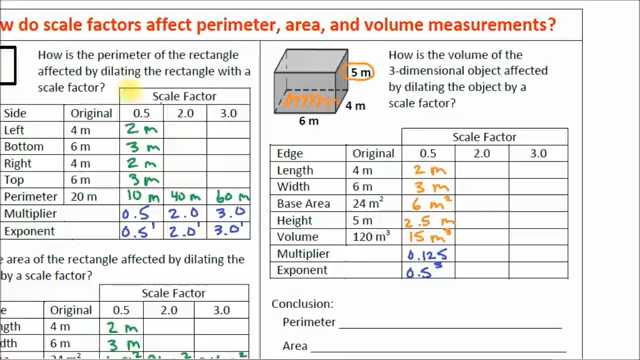 w do scale factors affect perimeter, area, and volume measurements?
How is the perimeter of the rectangle
affected by dilating the rectangle with a
scale factor?
Scale Factor
Side Original 0.5 2.0 3.0
Left 4 m 2 m
Bottom 6 m 3 m
Right 4 m 2 m
Top 6 m 3 m
Perimeter 20 m 10 m 40 m 60 m
Multiplier 0.5 2.0 3.0
Exponent 0.5¹ 2.0¹ 3.0¹
e area of the rectangle affected by dilating the
by a scale factor?
Scale Factor
de Original 0.5 2.0 3.0
ngth 4 m 2 m
h 6 m 3 m
24 m²
5 m
4 m
6 m
How is the volume of the
3-dimensional object affected
by dilating the object by a
scale factor?
Scale Factor
Edge Original 0.5 2.0 3.0
Length 4 m 2 m
Width 6 m 3 m
Base Area 24 m² 6 m²
Height 5 m 2.5 m
Volume 120 m³ 15 m³
Multiplier 0.125
Exponent 0.5³
Conclusion:
Perimeter
Area